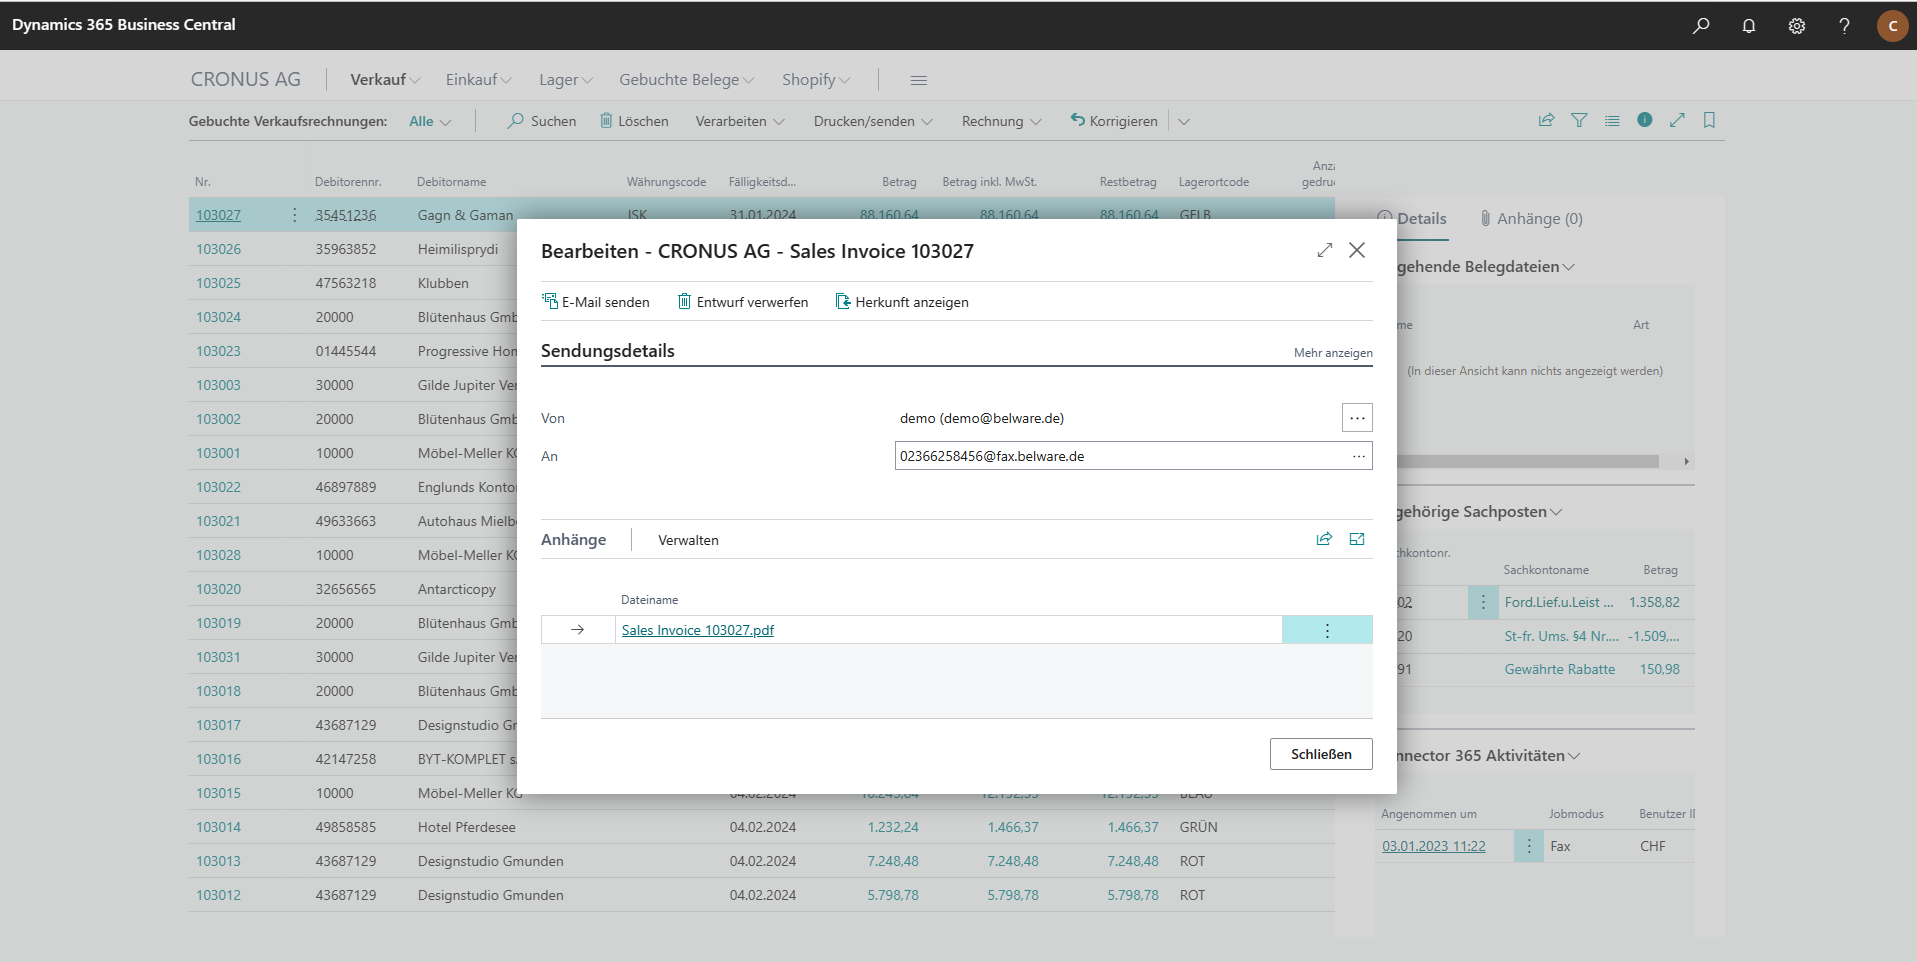 Dynamics 365 Business Central
C
CRONUS AG Verkauf Einkauf Lager Gebuchte Belege Shopify
Gebuchte Verkaufsrechnungen: Alle Suchen Löschen Verarbeiten Drucken/senden Rechnung Korrigieren
Nr. Debitorennr. Debitorname Währungscode Fälligkeitsd... Betrag Betrag inkl. MwSt. Restbetrag Lagerortcode gedruc
103027 35451236 Gagn & Gaman ISK 31.01.2024 88.160,64 88.160,64 88.160,64 GELB
103026 35963852 Heimilisprydi
103025 47563218 Klubben
103024 20000 Blütenhaus Gmb
103023 01445544 Progressive Hom
103003 30000 Gilde Jupiter Ver
103002 20000 Blütenhaus Gmb
103001 10000 Möbel-Meller KG
103022 46897889 Englunds Kontor
103021 49633663 Autohaus Mielb
103028 10000 Möbel-Meller KG
103020 32656565 Antarcticopy
103019 20000 Blütenhaus Gmb
103031 30000 Gilde Jupiter Ver
103018 20000 Blütenhaus Gmb
103017 43687129 Designstudio Gr
103016 42147258 BYT-KOMPLET s.
103015 10000 Möbel-Meller KG 04.02.2024 BLAU
103014 49858585 Hotel Pferdesee 04.02.2024 1.232,24 1.466,37 1.466,37 GRÜN
103013 43687129 Designstudio Gmunden 04.02.2024 7.248,48 7.248,48 7.248,48 ROT
103012 43687129 Designstudio Gmunden 04.02.2024 5.798,78 5.798,78 5.798,78 ROT
Bearbeiten - CRONUS AG - Sales Invoice 103027
E-Mail senden Entwurf verwerfen Herkunft anzeigen
Sendungsdetails Mehr anzeigen
Von demo (demo@belware.de)
An 02366258456@fax.belware.de
Anhänge Verwalten
Dateiname
Sales Invoice 103027.pdf
Schließen
Details Anhänge (0)
gehende Belegdateien
me Art
(In dieser Ansicht kann nichts angezeigt werden)
gehörige Sachposten
hkontonr. Sachkontoname Betrag
02 Ford.Lief.u.Leist ... 1.358,82
20 St-fr. Ums. §4 Nr.... -1.509,...
91 Gewährte Rabatte 150,98
nnector 365 Aktivitäten
Angenommen um Jobmodus Benutzer ID
03.01.2023 11:22 Fax CHF